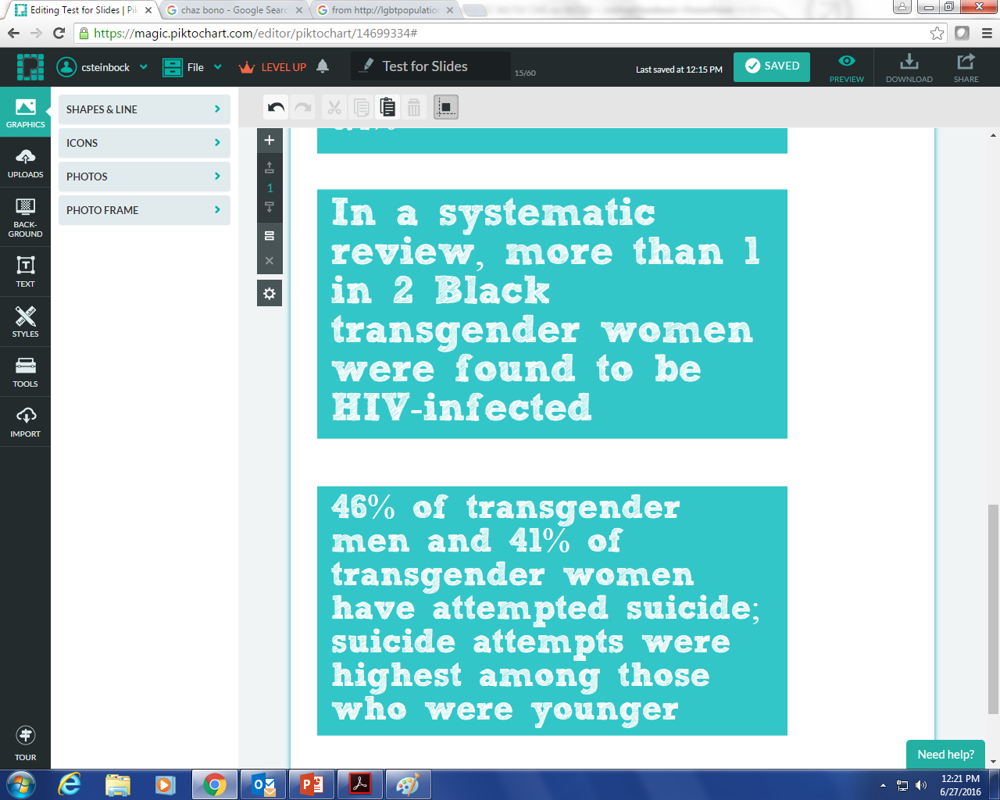 Editing Test for Slides | Pi
chaz bono - Google Sear
from http://lgbtpopulatio
https://magic.piktochart.com/editor/piktochart/14699334#
csteinbock
File
LEVEL UP
Test for Slides
15/60
Last saved at 12:15 PM
SAVED
PREVIEW
DOWNLOAD
SHARE
GRAPHICS
UPLOADS
BACK-
GROUND
TEXT
STYLES
TOOLS
IMPORT
TOUR
SHAPES & LINE
ICONS
PHOTOS
PHOTO FRAME
1
In a systematic
review, more than 1
in 2 Black
transgender women
were found to be
HIV-infected
46% of transgender
men and 41% of
transgender women
have attempted suicide;
suicide attempts were
highest among those
who were younger
Need help?
12:21 PM
6/27/2016